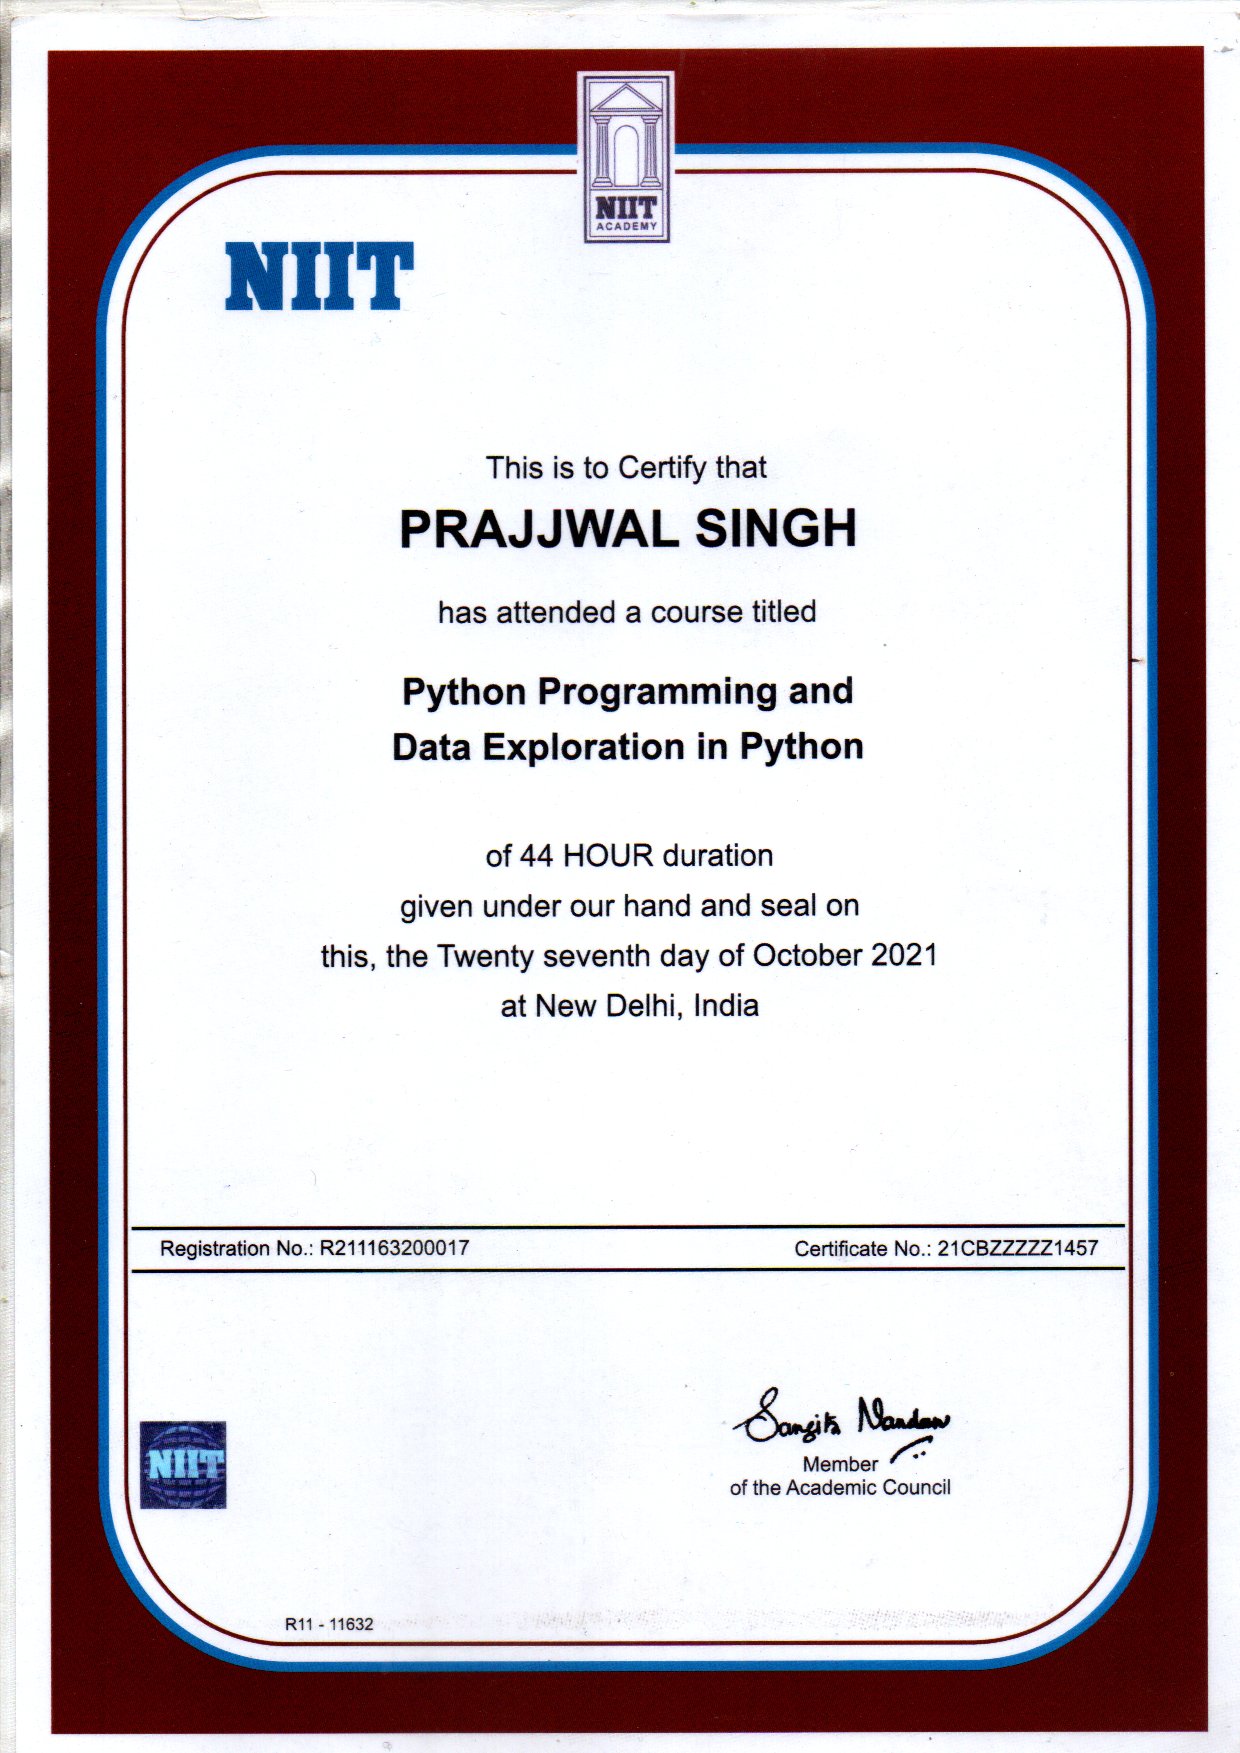 NIIT
ACADEMY
NIIT
This is to Certify that
PRAJJWAL SINGH
has attended a course titled
Python Programming and
Data Exploration in Python
of 44 HOUR duration
given under our hand and seal on
this, the Twenty seventh day of October 2021
at New Delhi, India
Registration No.: R211163200017
Certificate No.: 21CBZZZZZ1457
Sangita Nandan
Member
of the Academic Council
NIIT
R11 - 11632